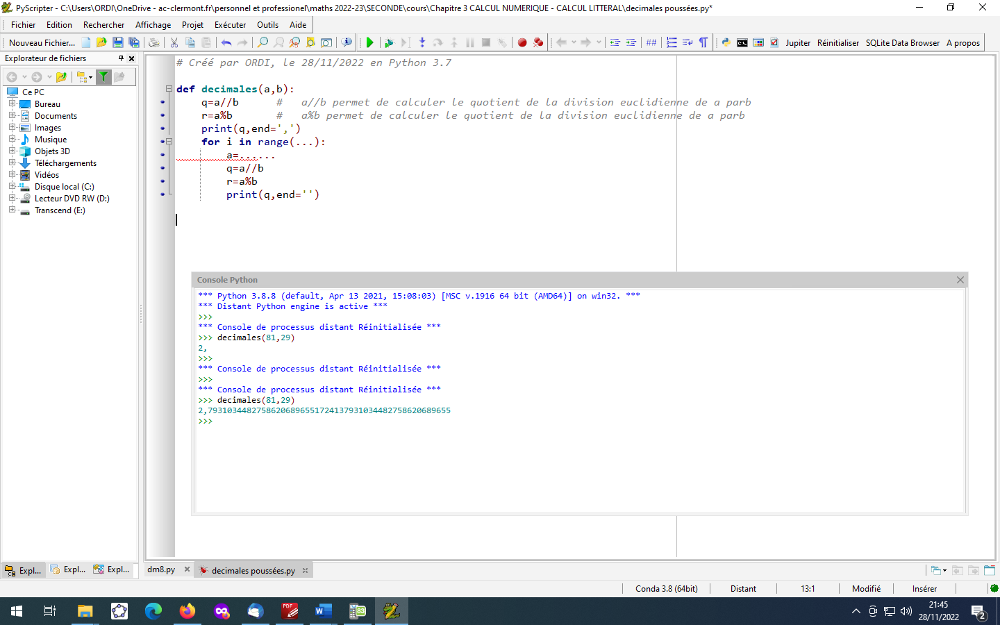 PyScripter - C:\Users\ORDI\OneDrive - ac-clermont.fr\personnel et professionel\maths 2022-23\SECONDE\cours\Chapitre 3 CALCUL NUMERIQUE - CALCUL LITTERAL\decimales poussées.py*
Fichier Edition Rechercher Affichage Projet Exécuter Outils Aide
Nouveau Fichier... ## Jupiter Réinitialiser SQLite Data Browser A propos
Explorateur de fichiers
Ce PC
Bureau
Documents
Images
Musique
Objets 3D
Téléchargements
Vidéos
Disque local (C:)
Lecteur DVD RW (D:)
Transcend (E:)
Expl... Expl... Expl...
# Créé par ORDI, le 28/11/2022 en Python 3.7
def decimales(a,b):
q=a//b # a//b permet de calculer le quotient de la division euclidienne de a parb
r=a%b # a%b permet de calculer le quotient de la division euclidienne de a parb
print(q,end=',')
for i in range(...):
a=......
q=a//b
r=a%b
print(q,end='')
Console Python
*** Python 3.8.8 (default, Apr 13 2021, 15:08:03) [MSC v.1916 64 bit (AMD64)] on win32. ***
*** Distant Python engine is active ***
>>>
*** Console de processus distant Réinitialisée ***
>>> decimales(81,29)
2,
>>>
*** Console de processus distant Réinitialisée ***
>>>
*** Console de processus distant Réinitialisée ***
>>> decimales(81,29)
2,79310344827586206896551724137931034482758620689655
>>>
dm8.py decimales poussées.py
Conda 3.8 (64bit) Distant 13:1 Modifié Insérer
PDF W 83
21:45
28/11/2022
2